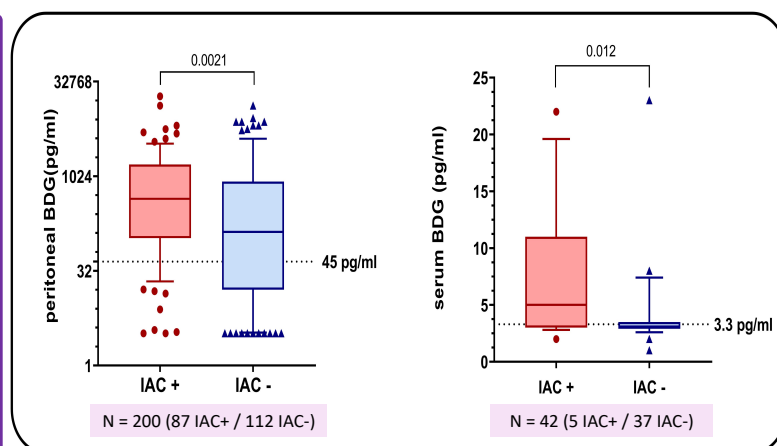 0.0021
32768
1024
32
1
peritoneal BDG(pg/ml)
45 pg/ml
IAC +
IAC -
N = 200 (87 IAC+ / 112 IAC-)
0.012
25
20
15
10
5
0
serum BDG (pg/ml)
3.3 pg/ml
IAC +
IAC -
N = 42 (5 IAC+ / 37 IAC-)